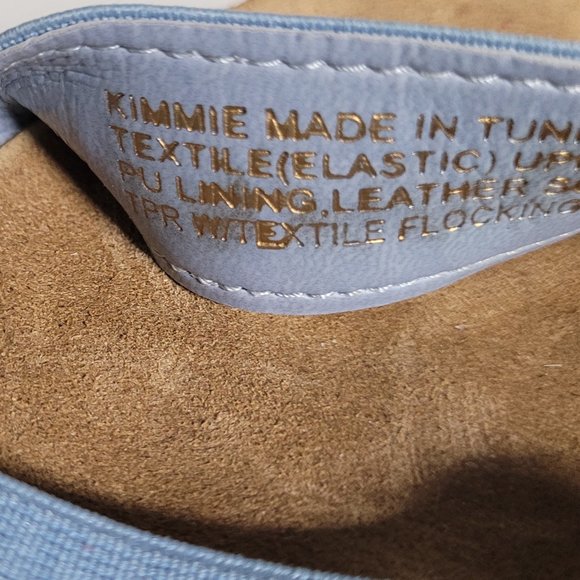 KIMMIE MADE IN TUN
TEXTILE(ELASTIC) UP
PU LINING,LEATHER S
TPR W/TEXTILE FLOCKING